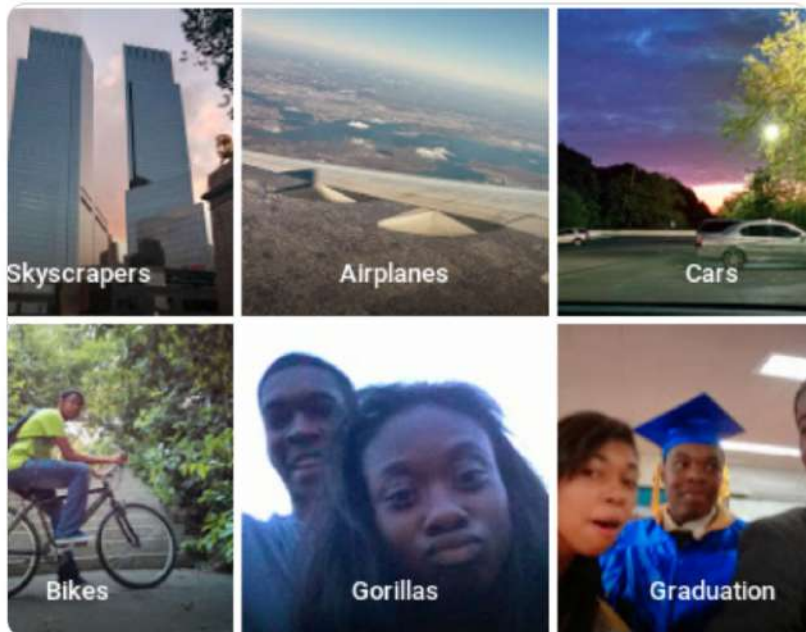 Skyscrapers
Airplanes
Cars
Bikes
Gorillas
Graduation